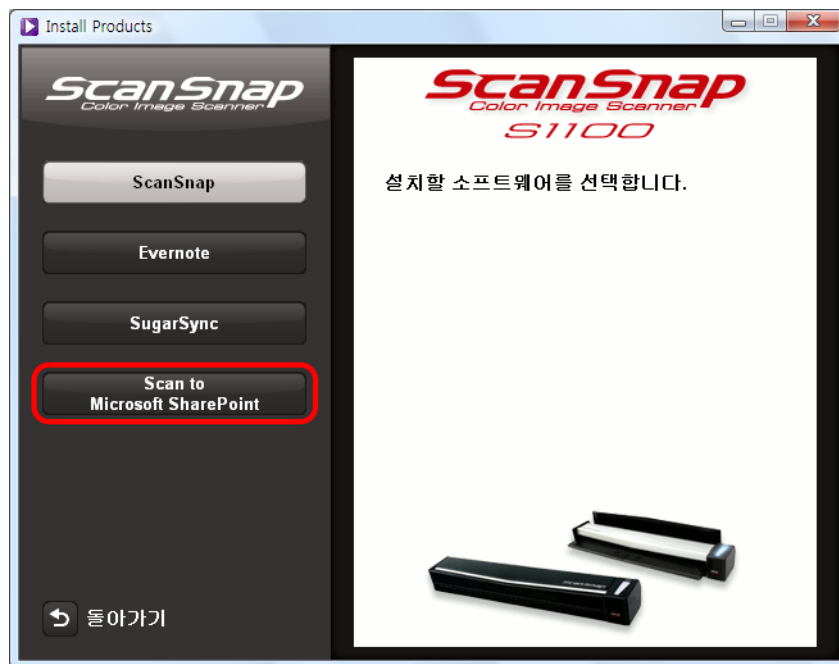 Install Products
ScanSnap
Color Image Scanner
ScanSnap
Evernote
SugarSync
Scan to
Microsoft SharePoint
돌아가기
ScanSnap
Color Image Scanner
S1100
설치할 소프트웨어를 선택합니다.
ScanSnap